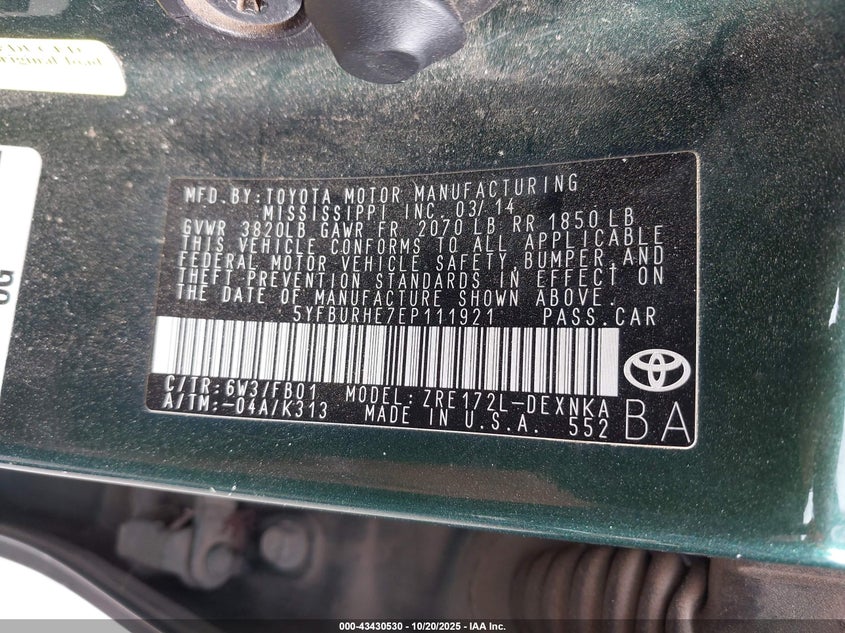 original load
0G
MFD. BY: TOYOTA MOTOR MANUFACTURING
MISSISSIPPI INC. 03/14
GVWR 3820LB GAWR FR 2070 LB RR 1850 LB
THIS VEHICLE CONFORMS TO ALL APPLICABLE
FEDERAL MOTOR VEHICLE SAFETY, BUMPER, AND
THEFT PREVENTION STANDARDS IN EFFECT ON
THE DATE OF MANUFACTURE SHOWN ABOVE.
5YFBURHE7EP111921 PASS. CAR
C/TR: 6W3/FB01 MODEL: ZRE172L-DEXNKA
A/TM: -04A/K313 MADE IN U.S.A. 552
BA
000-43430530 - 10/20/2025 - IAA Inc.